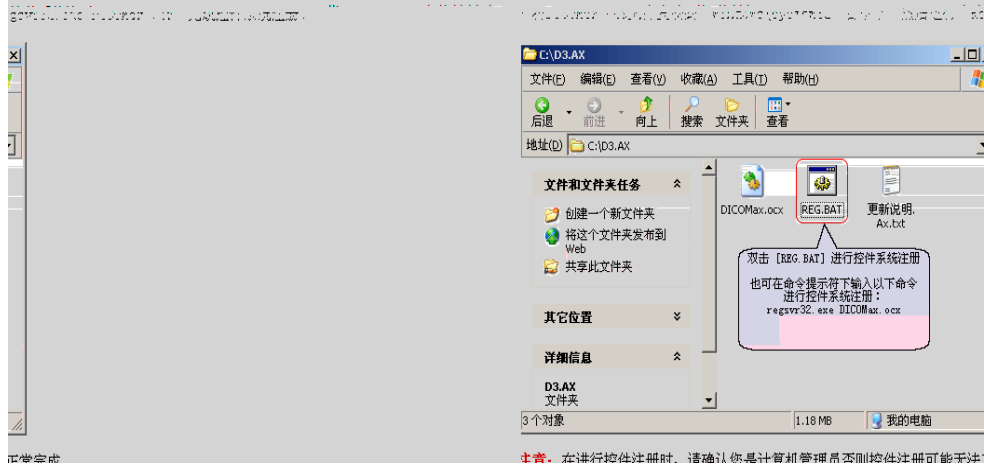 C:\D3.AX
文件(F) 编辑(E) 查看(V) 收藏(A) 工具(T) 帮助(H)
后退 前进 向上 搜索 文件夹 查看
地址(D) C:\D3.AX
文件和文件夹任务
创建一个新文件夹
将这个文件夹发布到
Web
共享此文件夹
其它位置
详细信息
D3.AX
文件夹
DICOMax.ocx REG.BAT 更新说明.
Ax.txt
双击 [REG.BAT] 进行控件系统注册
也可在命令提示符下输入以下命令
进行控件系统注册：
regsvr32.exe DICOMax.ocx
3 个对象 1.18 MB 我的电脑
正常完成
注意：在进行控件注册时，请确认您是计算机管理员否则控件注册可能无法